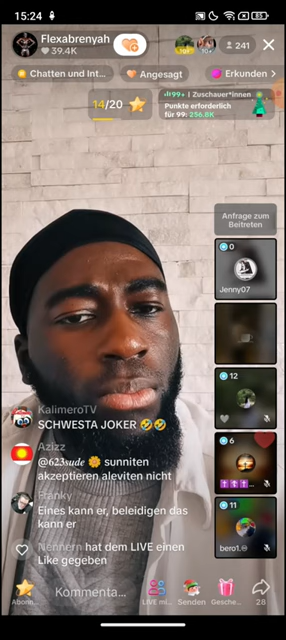 15:24
85
Flexabrenyah
39.4K
10+
241
Chatten und Int...
Angesagt
Erkunden
14/20
99+ | Zuschauer*innen
Punkte erforderlich
für 99: 256.8K
Anfrage zum
Beitreten
0
Jenny07
12
6
11
bero1.
KalimeroTV
SCHWESTA JOKER 🤣🤣
Azizz
@623sude 🌼 sunniten
akzeptieren aleviten nicht
Franky
Eines kann er, beleidigen das
kann er
Nennern hat dem LIVE einen
Like gegeben
Abonn...
Kommenta...
LIVE mi...
Senden
Gesche...
28